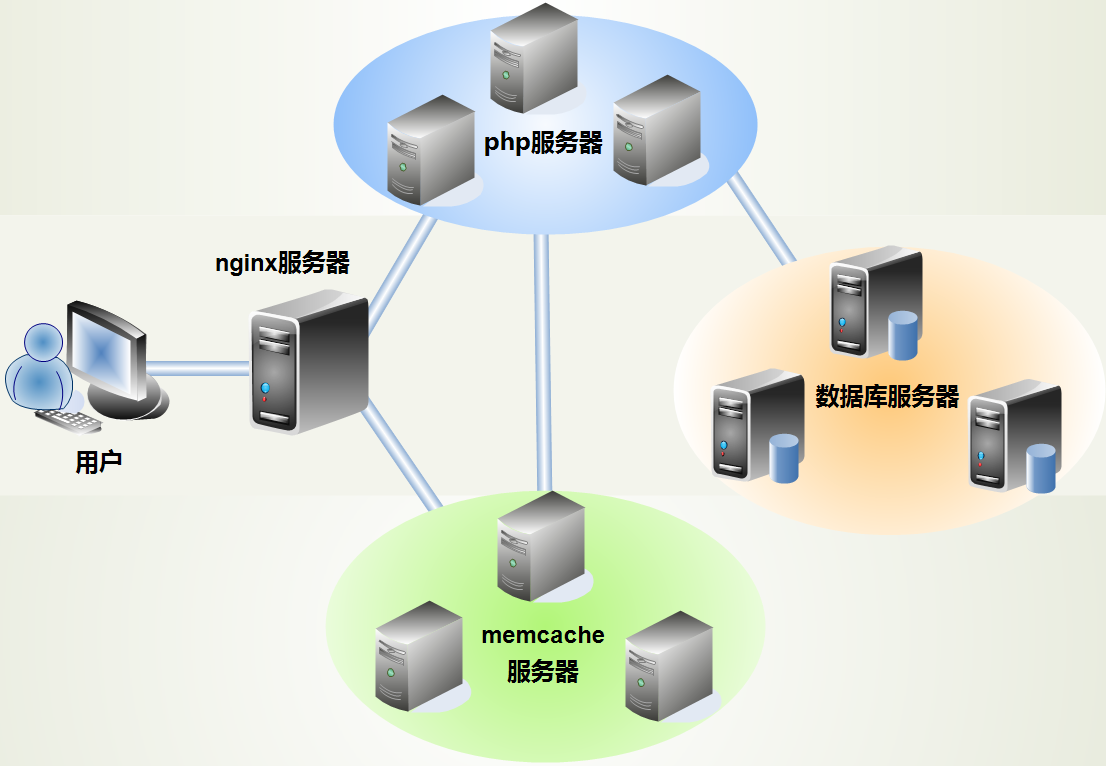 php服务器
nginx服务器
用户
数据库服务器
memcache
服务器